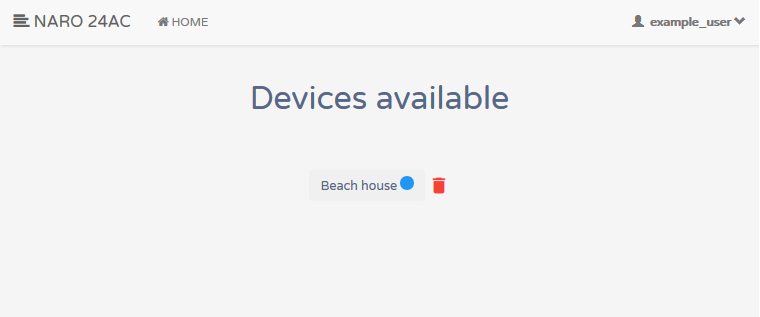 NARO 24AC
HOME
example_user
Devices available
Beach house